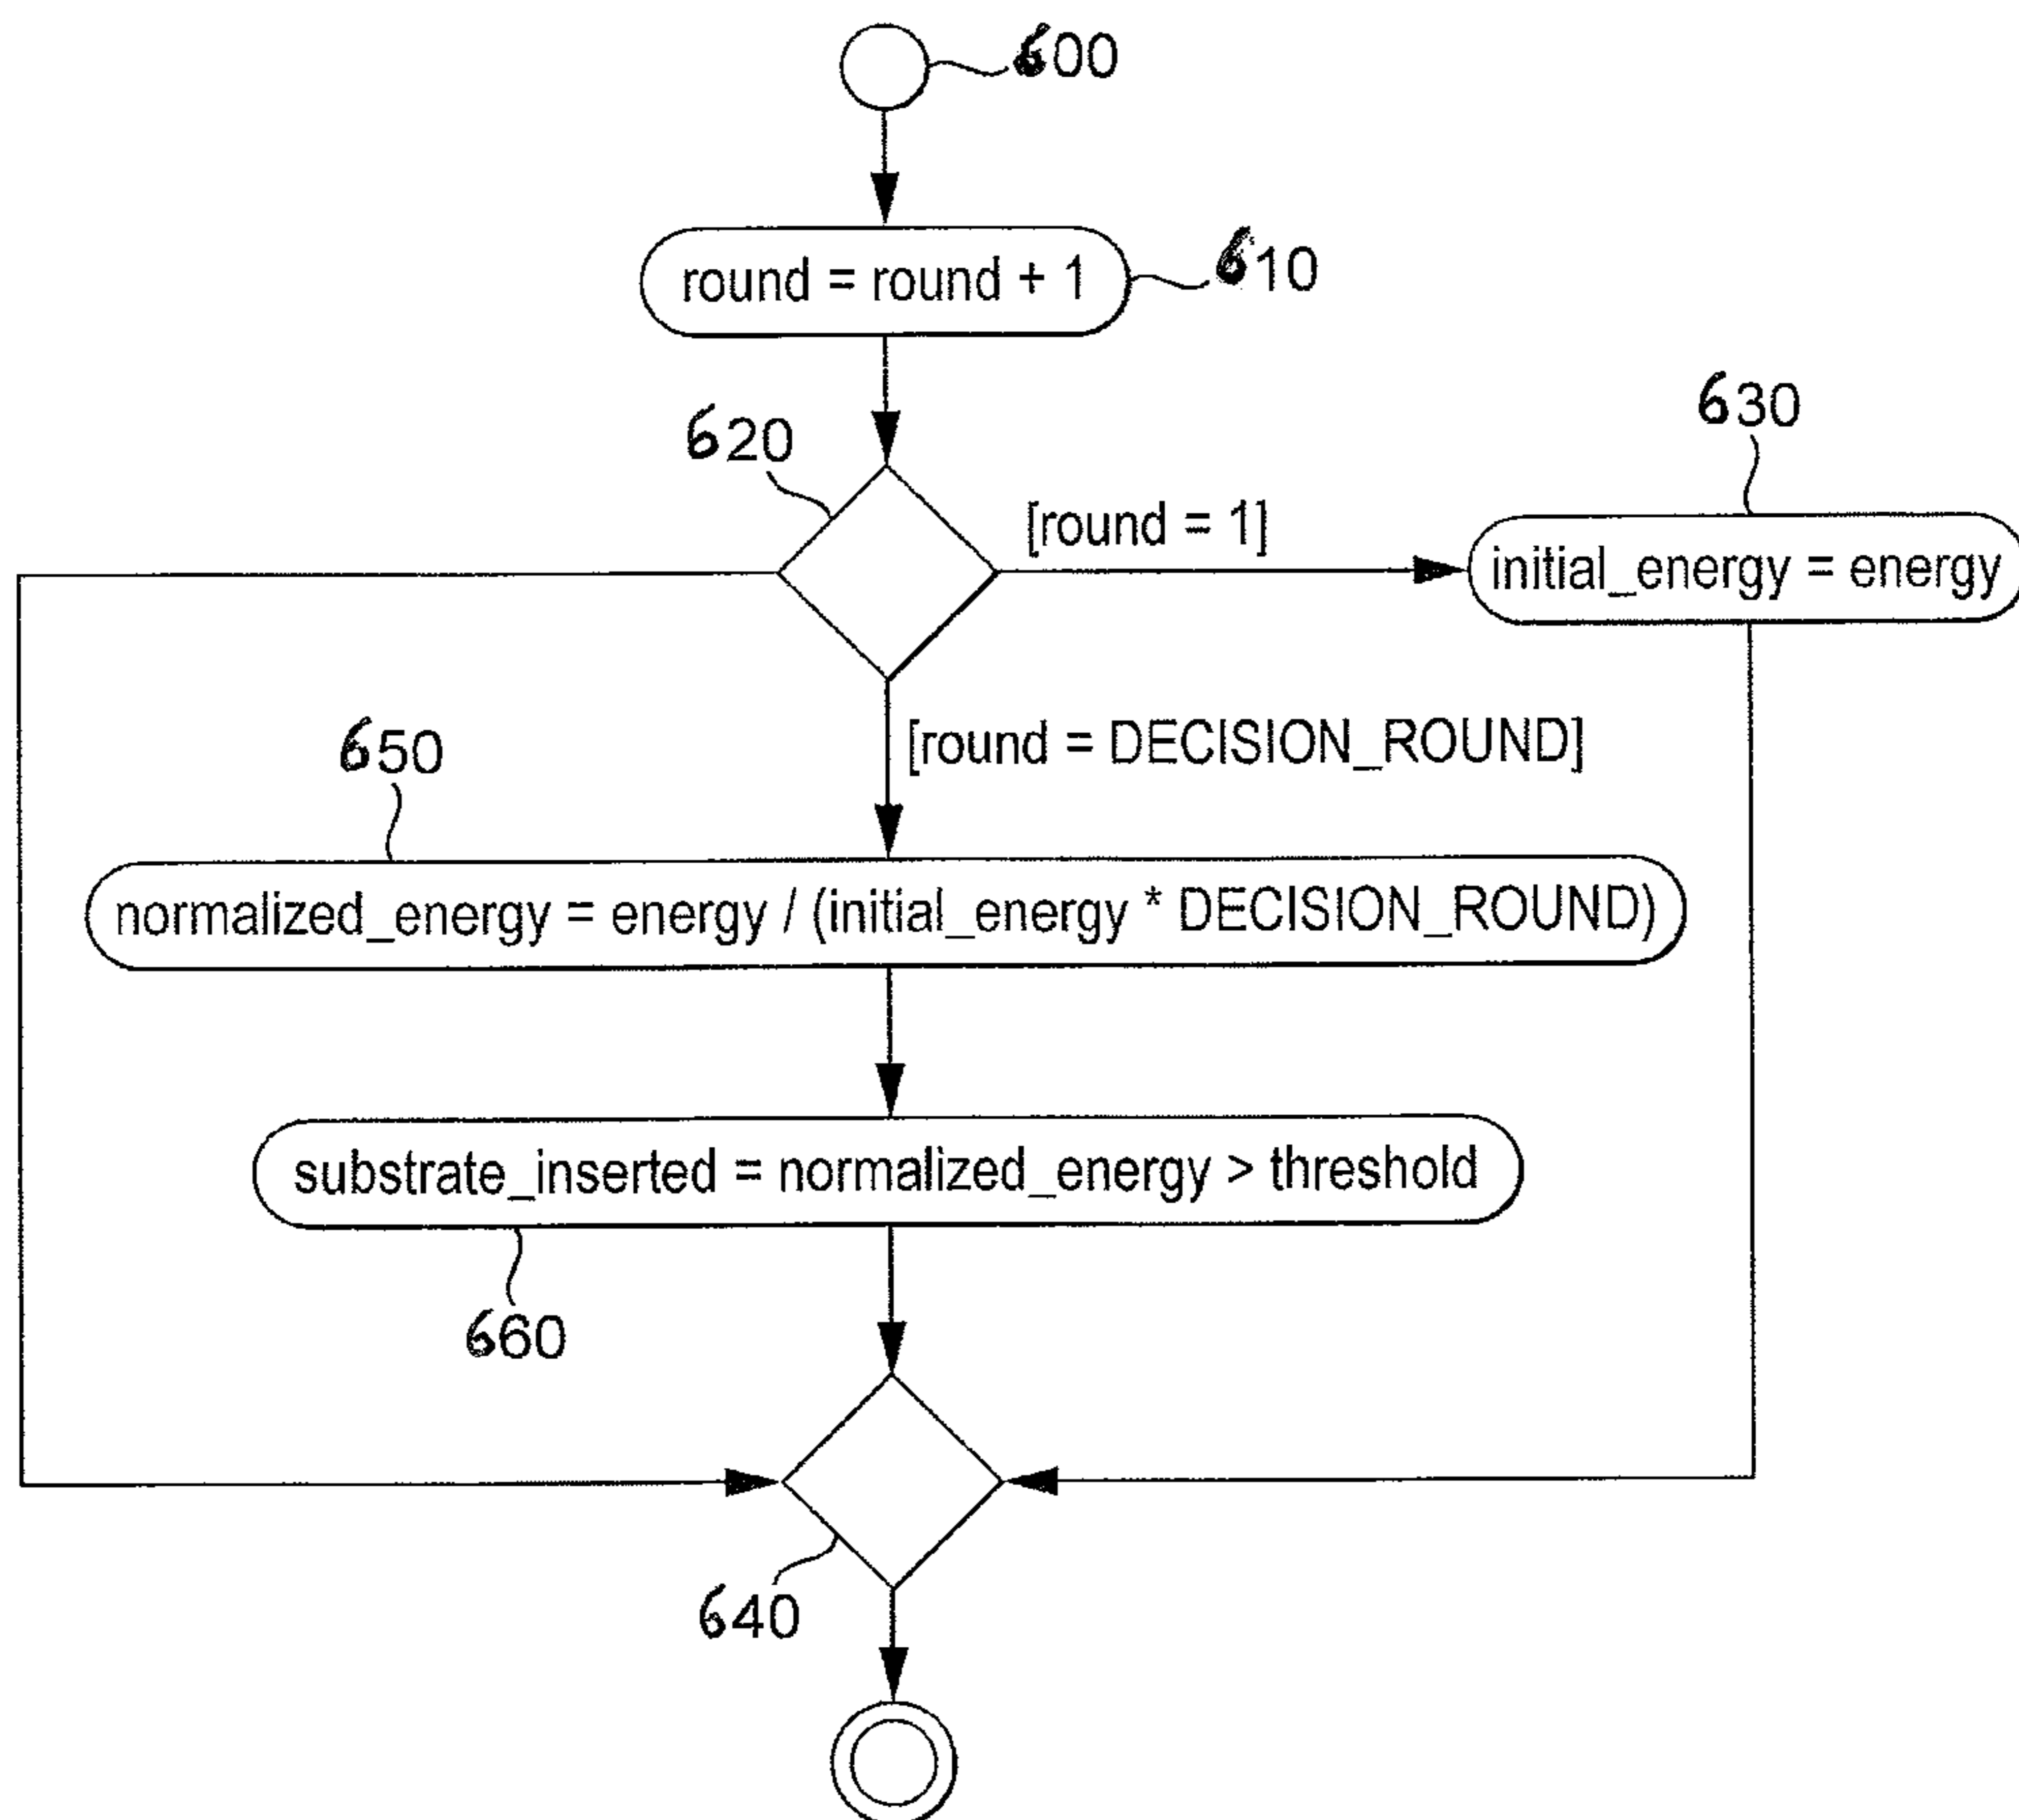 600
round = round + 1
610
620
630
[round = 1]
initial_energy = energy
650
[round = DECISION_ROUND]
normalized_energy = energy / (initial_energy * DECISION_ROUND)
substrate_inserted = normalized_energy > threshold
660
640